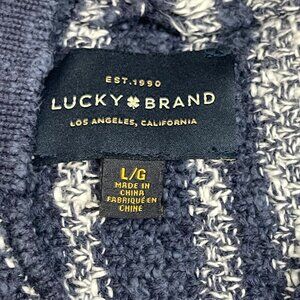 EST. 1990
LUCKY BRAND
LOS ANGELES, CALIFORNIA
L/G
MADE IN
CHINA
FABRIQUÉ EN
CHINE